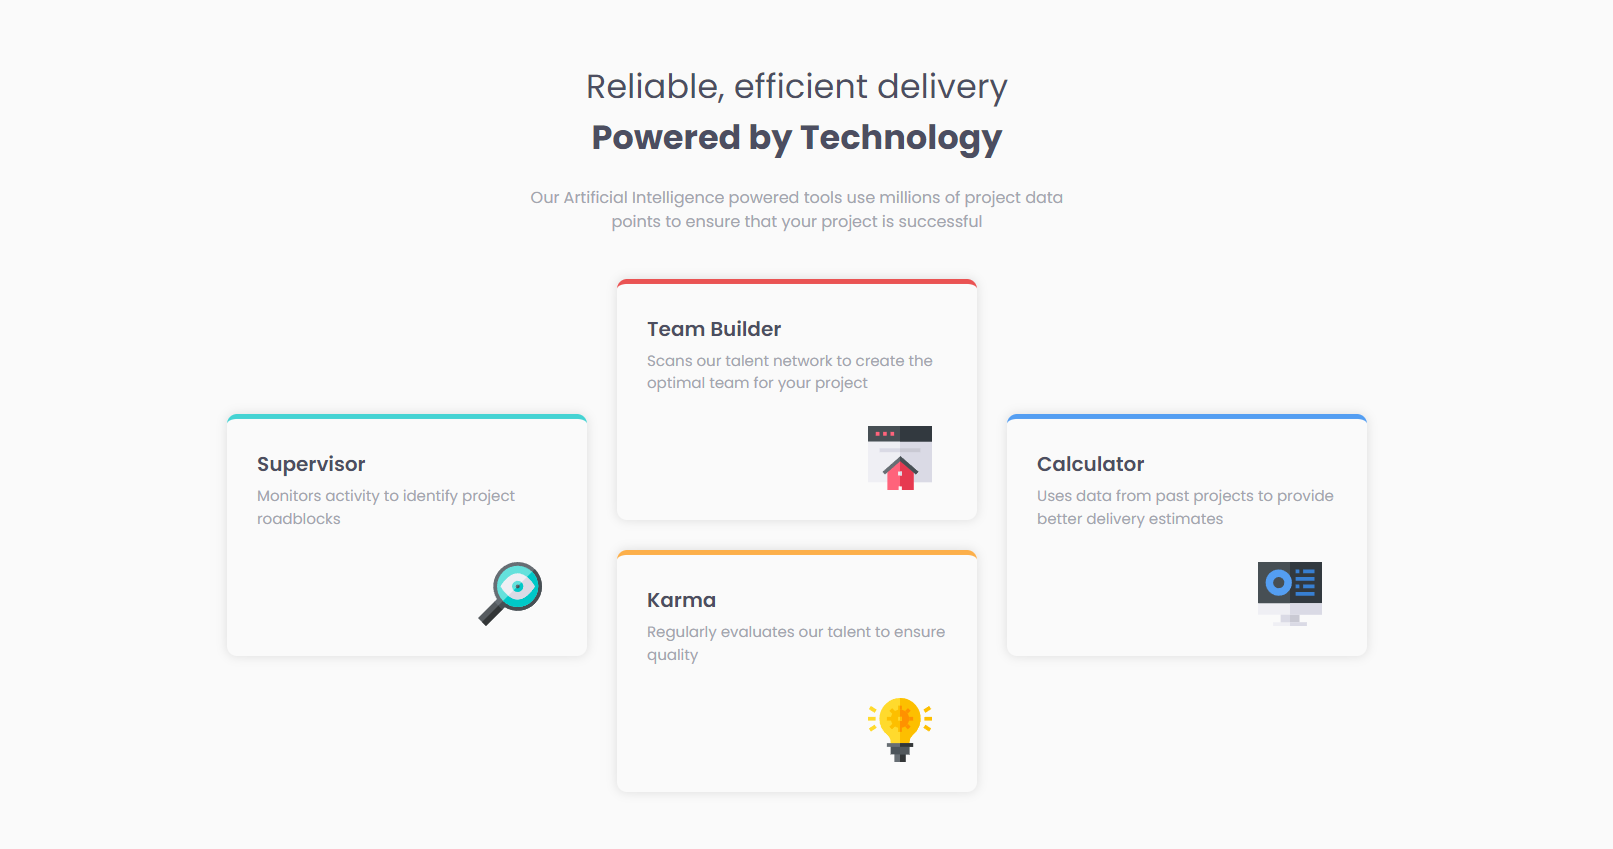 Reliable, efficient delivery
Powered by Technology
Our Artificial Intelligence powered tools use millions of project data
points to ensure that your project is successful
Team Builder
Scans our talent network to create the
optimal team for your project
Supervisor
Monitors activity to identify project
roadblocks
Calculator
Uses data from past projects to provide
better delivery estimates
Karma
Regularly evaluates our talent to ensure
quality